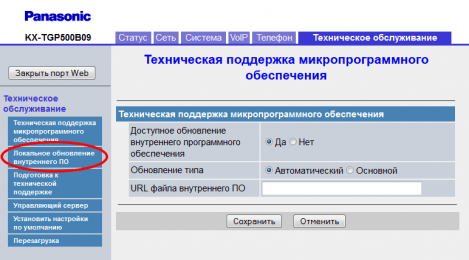 Panasonic
KX-TGP500B09
Статус Сеть Система VoIP Телефон Техническое обслуживание
Закрыть порт Web
Техническая поддержка микропрограммного
обеспечения
Техническое
обслуживание
Техническая поддержка
микропрограммного
обеспечения
Локальное обновление
внутреннего ПО
Подготовка к
технической
поддержке
Управляющий сервер
Установить настройки
по умолчанию
Перезагрузка
Техническая поддержка микропрограммного обеспечения
Доступное обновление
внутреннего программного
обеспечения
Да Нет
Обновление типа
Автоматический Основной
URL файла внутреннего ПО
Сохранить Отменить